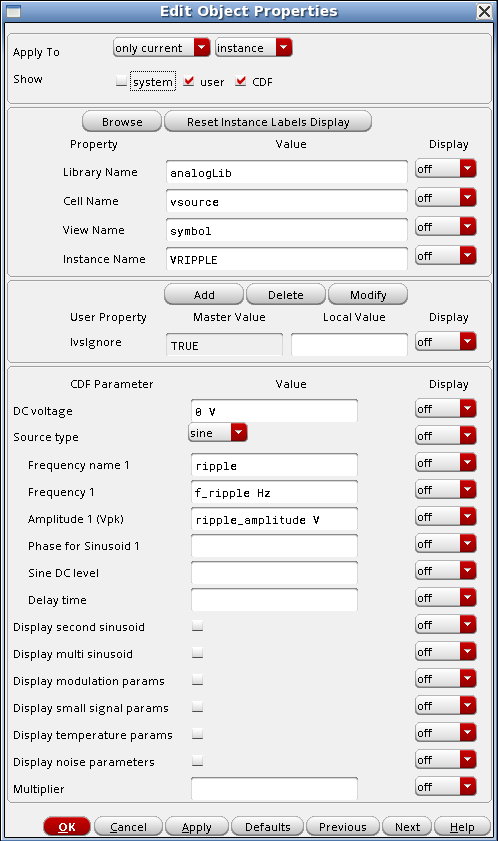 Edit Object Properties
Apply To only current instance
Show system user CDF
Browse Reset Instance Labels Display
Property Value Display
Library Name analogLib off
Cell Name vsource off
View Name symbol off
Instance Name VRIPPLE off
Add Delete Modify
User Property Master Value Local Value Display
lvsIgnore TRUE off
CDF Parameter Value Display
DC voltage 0 V off
Source type sine off
Frequency name 1 ripple off
Frequency 1 f_ripple Hz off
Amplitude 1 (Vpk) ripple_amplitude V off
Phase for Sinusoid 1 off
Sine DC level off
Delay time off
Display second sinusoid off
Display multi sinusoid off
Display modulation params off
Display small signal params off
Display temperature params off
Display noise parameters off
Multiplier off
OK Cancel Apply Defaults Previous Next Help